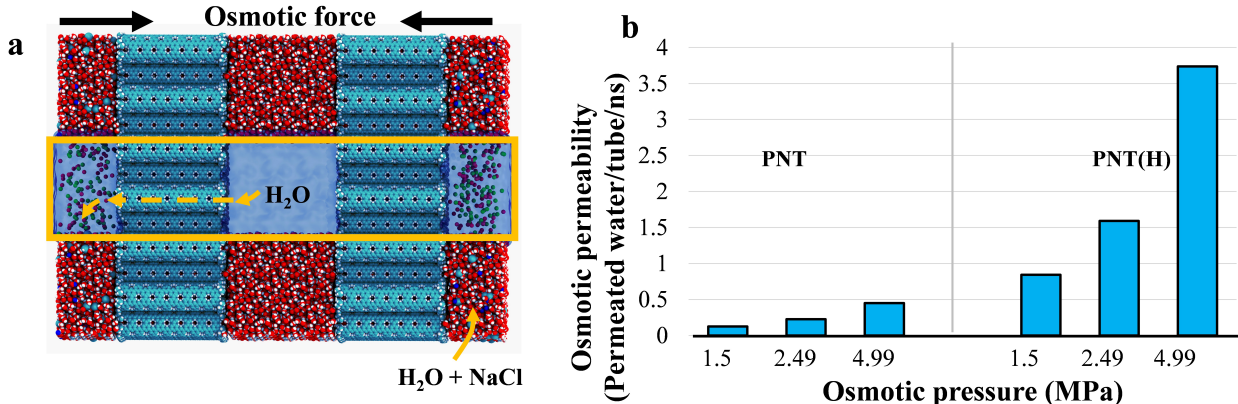 a
Osmotic force
H₂O
H₂O + NaCl
b
Osmotic permeability
(Permeated water/tube/ns)
4
3.5
3
2.5
2
1.5
1
0.5
0
PNT
PNT(H)
1.5 2.49 4.99 1.5 2.49 4.99
Osmotic pressure (MPa)